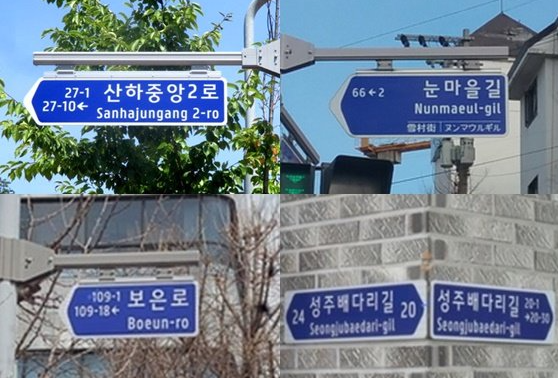 27-1
27-10←
산하중앙2로
Sanhajungang 2-ro
66←2
눈마을길
Nunmaeul-gil
雪村街 ヌンマウルギル
109-1
109-18←
보은로
Boeun-ro
24 성주배다리길 20
Seongjubaedari-gil
성주배다리길
Seongjubaedari-gil
20-1
→20-30